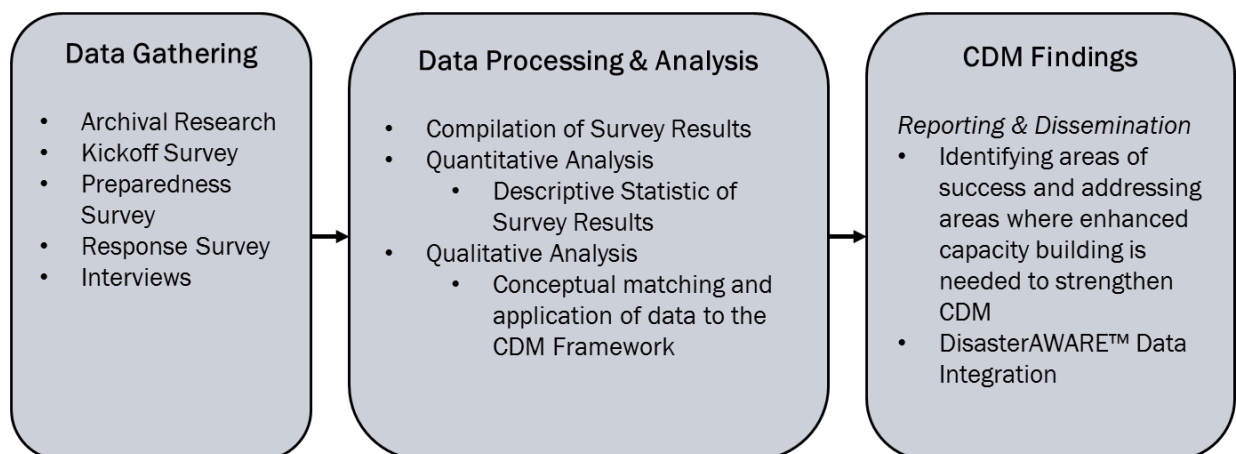 Data Gathering
• Archival Research
• Kickoff Survey
• Preparedness
Survey
• Response Survey
• Interviews
Data Processing & Analysis
• Compilation of Survey Results
• Quantitative Analysis
• Descriptive Statistic of
Survey Results
• Qualitative Analysis
• Conceptual matching and
application of data to the
CDM Framework
CDM Findings
Reporting & Dissemination
• Identifying areas of
success and addressing
areas where enhanced
capacity building is
needed to strengthen
CDM
• DisasterAWARE™ Data
Integration